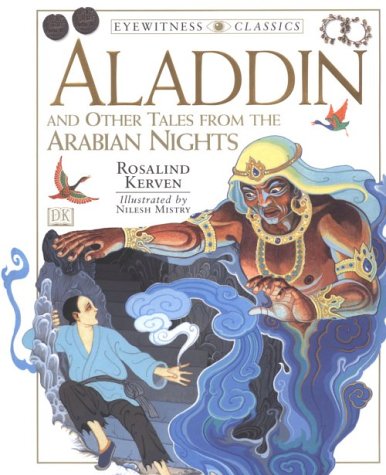 EYEWITNESS CLASSICS
ALADDIN
AND OTHER TALES FROM THE
ARABIAN NIGHTS
ROSALIND
KERVEN
Illustrated by
NILESH MISTRY
DK